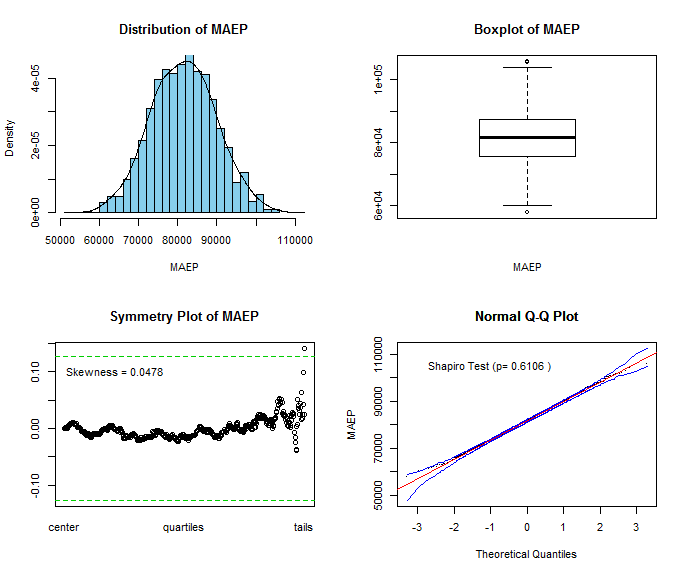 Distribution of MAEP
Density
0e+00
2e-05
4e-05
50000
60000
70000
80000
90000
110000
MAEP
Boxplot of MAEP
6e+04
8e+04
1e+05
MAEP
Symmetry Plot of MAEP
Skewness = 0.0478
-0.10
0.00
0.10
center
quartiles
tails
Normal Q-Q Plot
Shapiro Test (p= 0.6106 )
MAEP
50000
70000
90000
110000
-3
-2
-1
0
1
2
3
Theoretical Quantiles